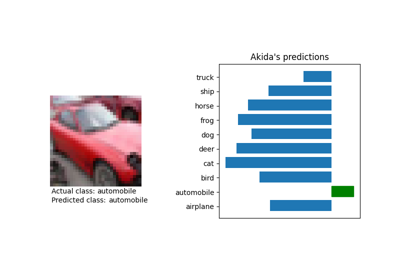 Akida's predictions
truck
ship
horse
frog
dog
deer
cat
bird
automobile
airplane
Actual class: automobile
Predicted class: automobile